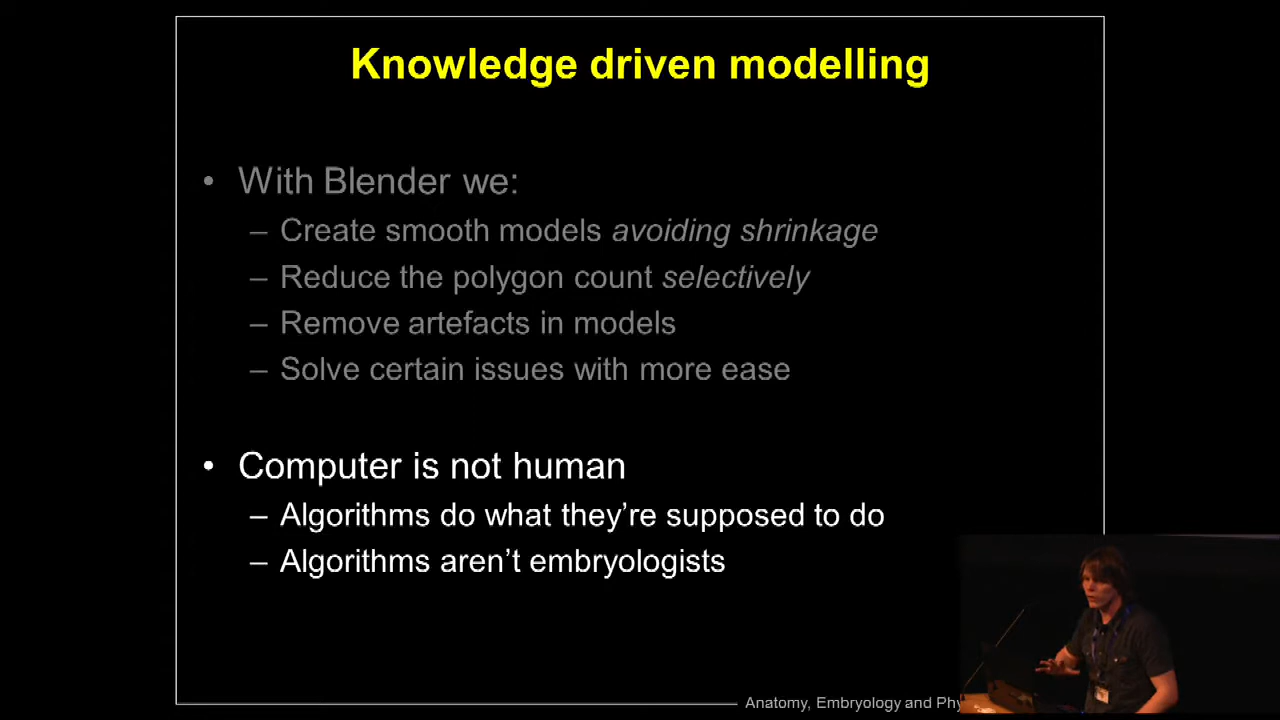 Knowledge driven modelling
• With Blender we:
– Create smooth models avoiding shrinkage
– Reduce the polygon count selectively
– Remove artefacts in models
– Solve certain issues with more ease
• Computer is not human
– Algorithms do what they’re supposed to do
– Algorithms aren’t embryologists
Anatomy, Embryology and